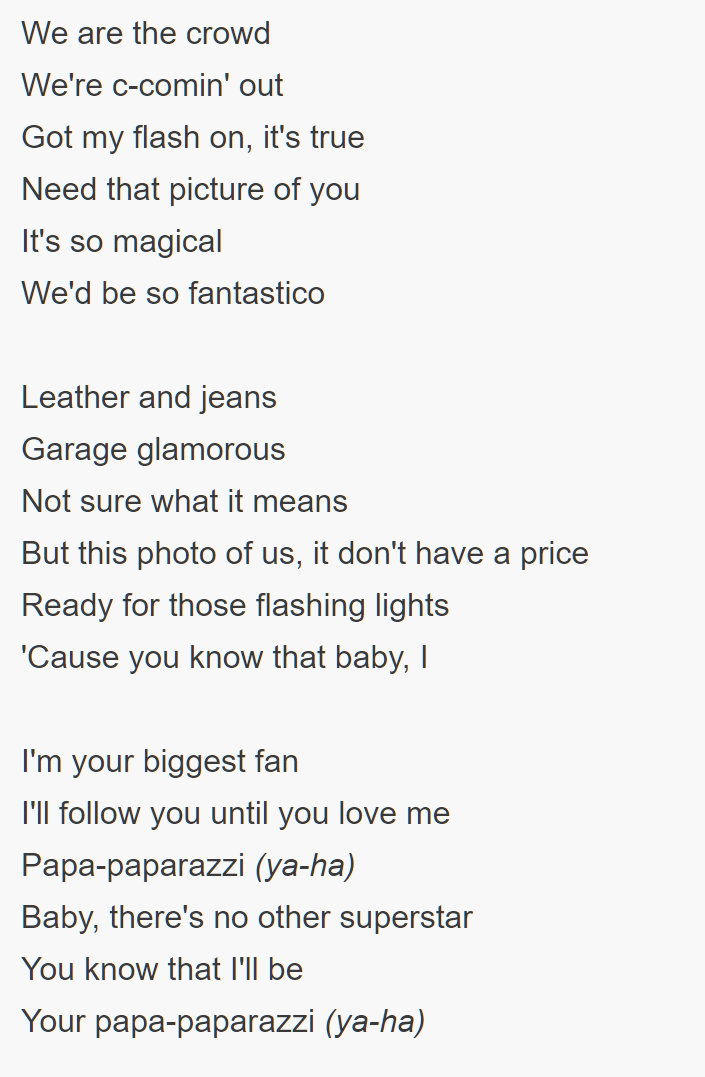 We are the crowd
We're c-comin' out
Got my flash on, it's true
Need that picture of you
It's so magical
We'd be so fantastico
Leather and jeans
Garage glamorous
Not sure what it means
But this photo of us, it don't have a price
Ready for those flashing lights
'Cause you know that baby, I
I'm your biggest fan
I'll follow you until you love me
Papa-paparazzi (ya-ha)
Baby, there's no other superstar
You know that I'll be
Your papa-paparazzi (ya-ha)